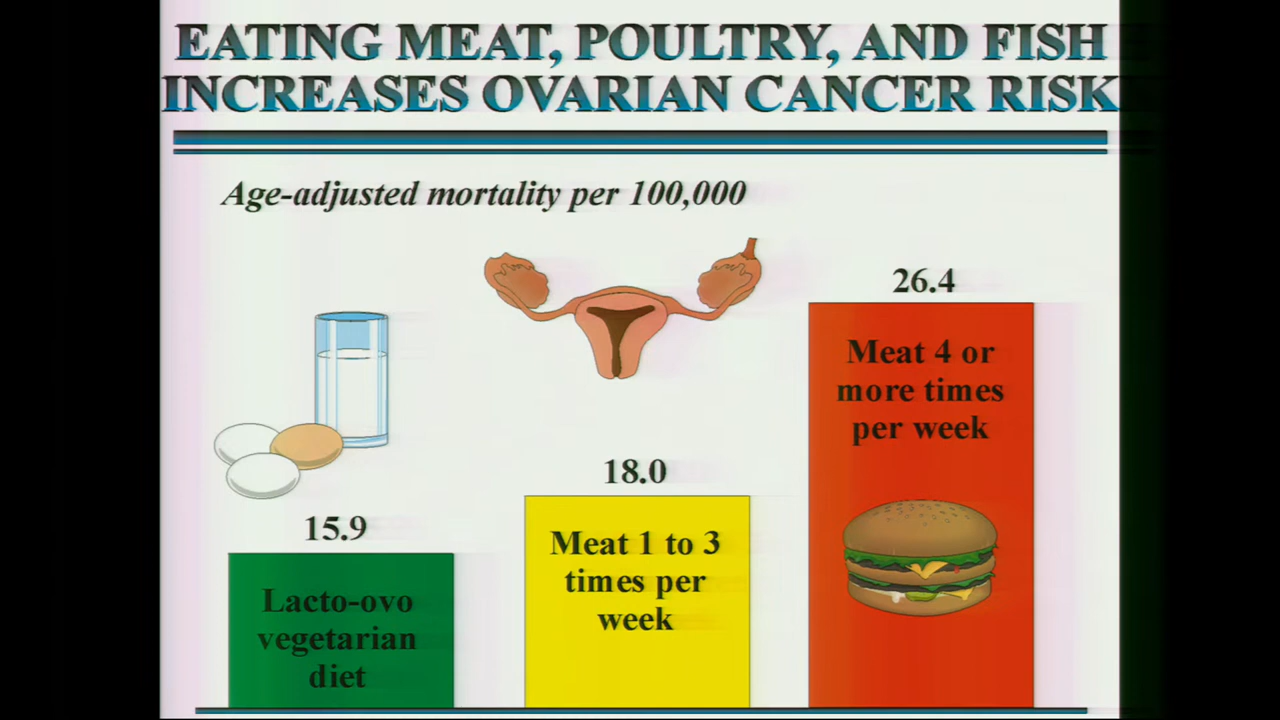 EATING MEAT, POULTRY, AND FISH
INCREASES OVARIAN CANCER RISK
Age-adjusted mortality per 100,000
26.4
Meat 4 or
more times
per week
18.0
Meat 1 to 3
times per
week
15.9
Lacto-ovo
vegetarian
diet